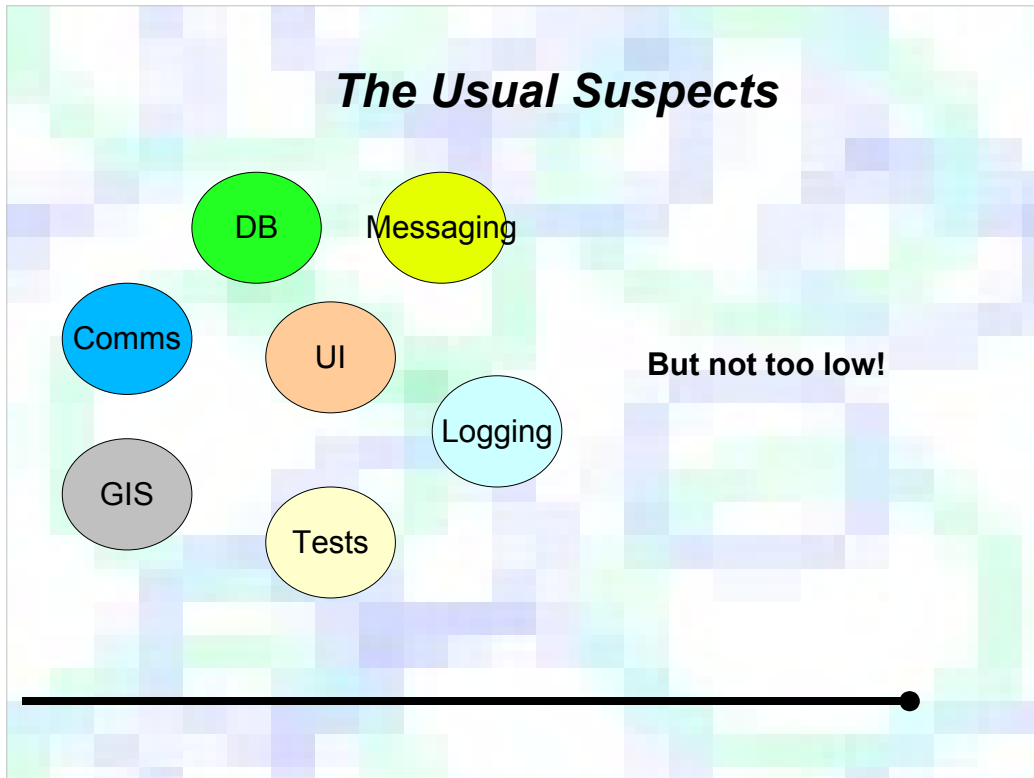 The Usual Suspects
DB
Messaging
Comms
UI
But not too low!
Logging
GIS
Tests